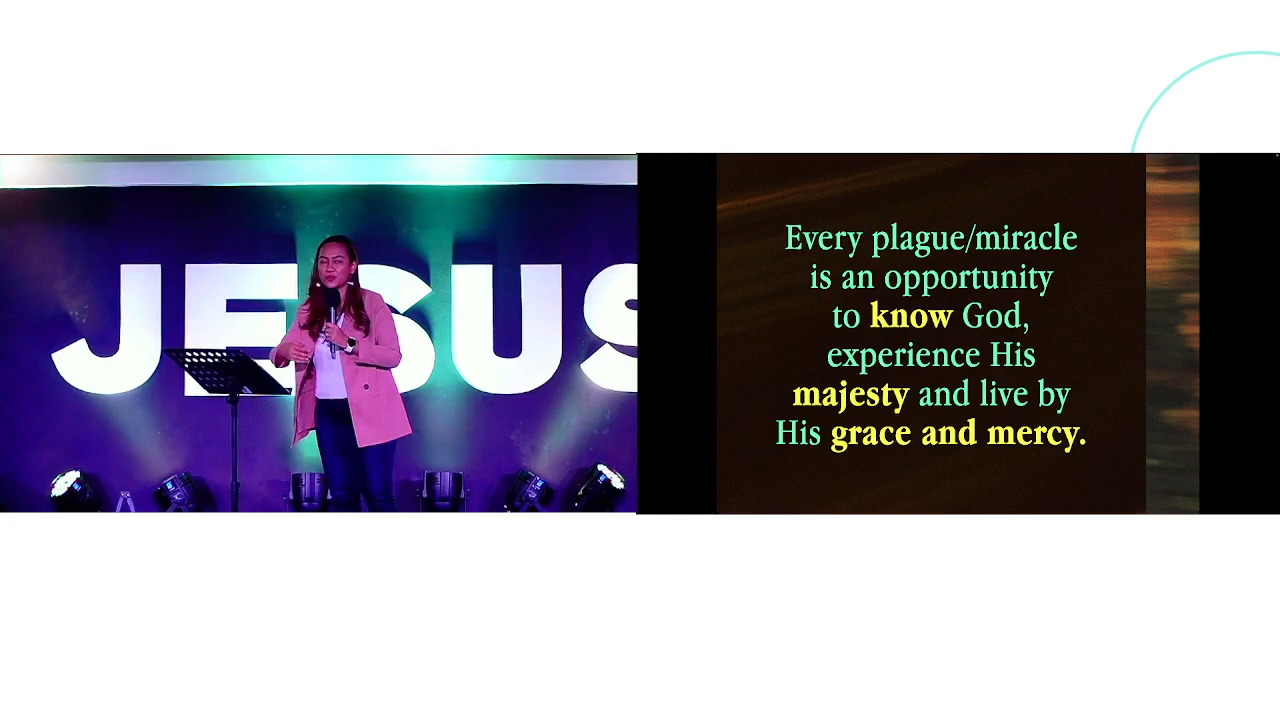 JESUS
Every plague/miracle
is an opportunity
to know God,
experience His
majesty and live by
His grace and mercy.